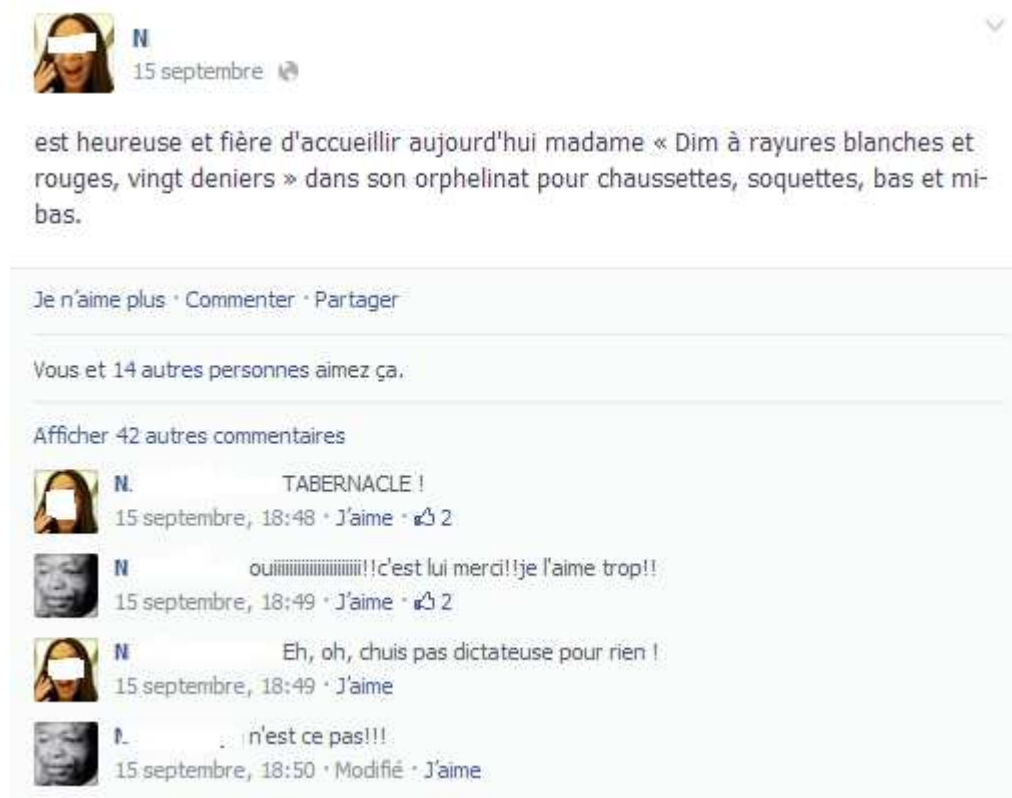 N
15 septembre
est heureuse et fière d'accueillir aujourd'hui madame « Dim à rayures blanches et
rouges, vingt deniers » dans son orphelinat pour chaussettes, soquettes, bas et mi-
bas.
Je n'aime plus · Commenter · Partager
Vous et 14 autres personnes aimez ça.
Afficher 42 autres commentaires
N. TABERNACLE !
15 septembre, 18:48 · J'aime · 2
N ouiiiiiiiiiiiiiiiiiiiiii!!c'est lui merci!!je l'aime trop!!
15 septembre, 18:49 · J'aime · 2
N Eh, oh, chuis pas dictateuse pour rien !
15 septembre, 18:49 · J'aime
n'est ce pas!!!
15 septembre, 18:50 · Modifié · J'aime